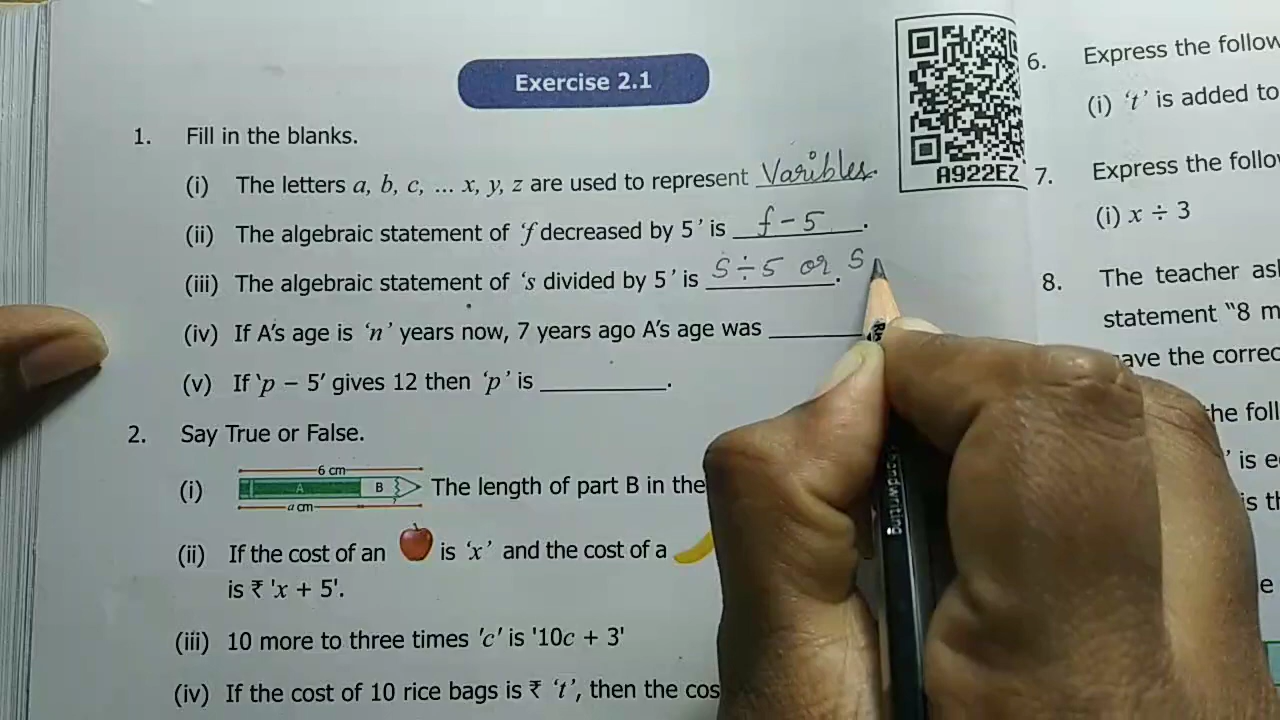 Exercise 2.1
1. Fill in the blanks.
(i) The letters a, b, c, ... x, y, z are used to represent Varibles.
(ii) The algebraic statement of ‘f decreased by 5’ is f - 5.
(iii) The algebraic statement of ‘s divided by 5’ is S ÷ 5 or S
(iv) If A’s age is ‘n’ years now, 7 years ago A’s age was
(v) If ‘p − 5’ gives 12 then ‘p’ is .
2. Say True or False.
6 cm
A B
a cm
(i) The length of part B in the
(ii) If the cost of an is ‘x’ and the cost of a
is ₹ 'x + 5'.
(iii) 10 more to three times 'c' is '10c + 3'
(iv) If the cost of 10 rice bags is ₹ ‘t’, then the cos
A922EZ
6. Express the follow
(i) ‘t’ is added to
7. Express the follo
(i) x ÷ 3
8. The teacher as
statement “8 m
ave the correc
he foll
’ is e
is th
e
handwriting